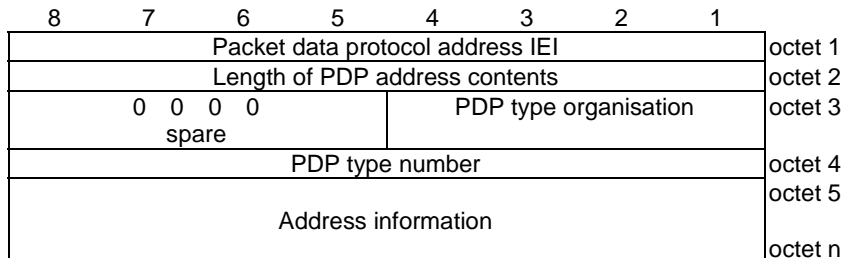 8 7 6 5 4 3 2 1
Packet data protocol address IEI octet 1
Length of PDP address contents octet 2
0 0 0 0 PDP type organisation octet 3
spare
PDP type number octet 4
octet 5
Address information
octet n